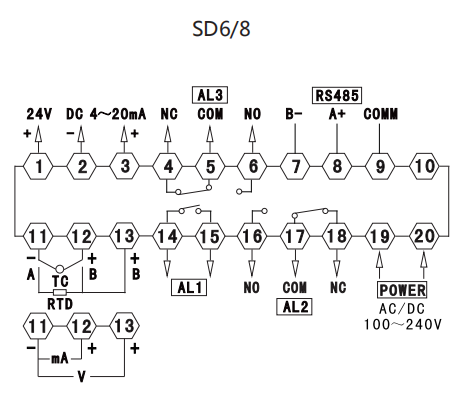 SD6/8
AL3 RS485
24V DC 4～20mA NC COM NO B- A+ COMM
+ - +
1 2 3 4 5 6 7 8 9 10
11 12 13 14 15 16 17 18 19 20
- + +
A TC B B
RTD
AL1 NO COM NC POWER
AL2 AC/DC
100～240V
11 12 13
- mA + +
V